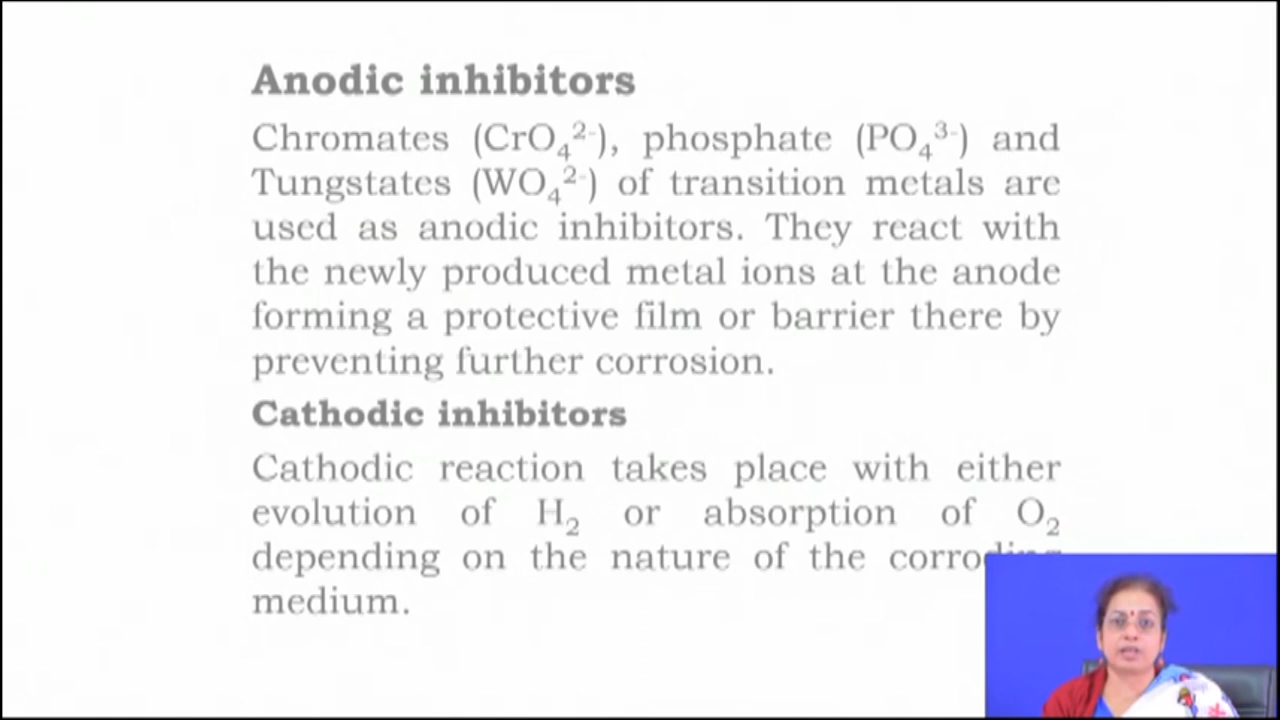 Anodic inhibitors
Chromates (CrO₄²⁻), phosphate (PO₄³⁻) and
Tungstates (WO₄²⁻) of transition metals are
used as anodic inhibitors. They react with
the newly produced metal ions at the anode
forming a protective film or barrier there by
preventing further corrosion.
Cathodic inhibitors
Cathodic reaction takes place with either
evolution of H₂ or absorption of O₂
depending on the nature of the
medium.